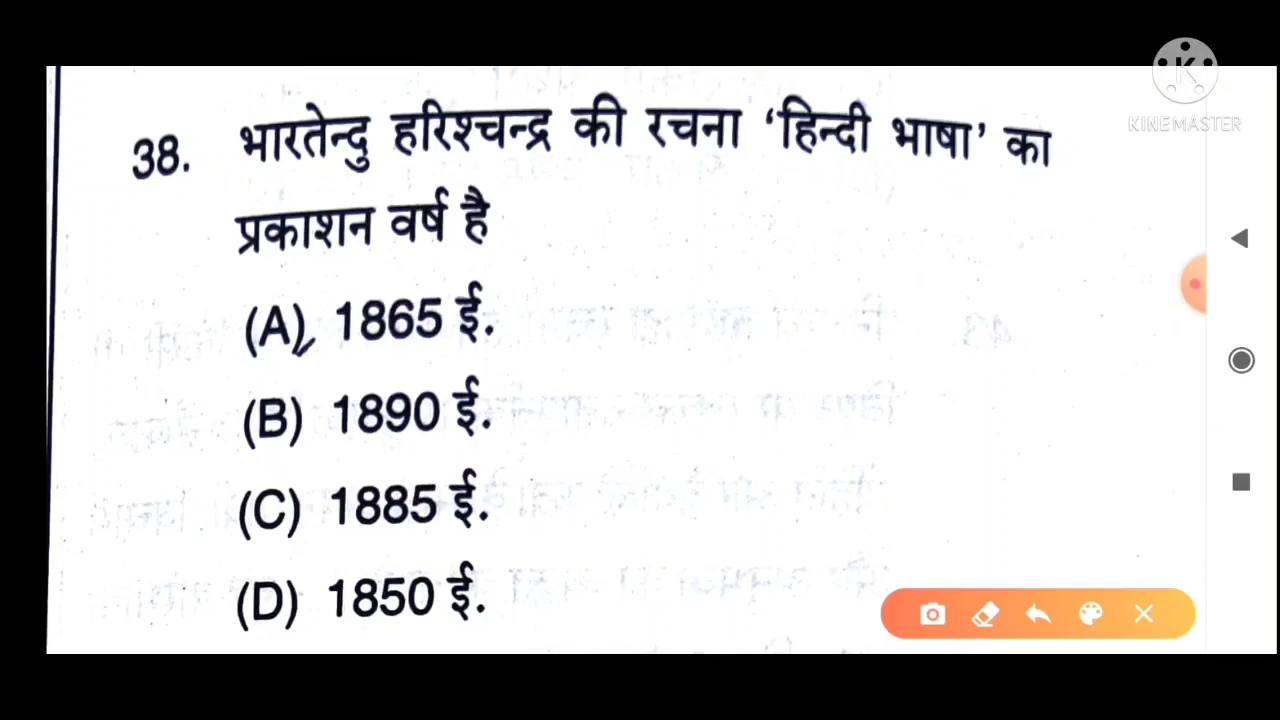 KINEMASTER
38. भारतेन्दु हरिश्चन्द्र की रचना ‘हिन्दी भाषा’ का
प्रकाशन वर्ष है
(A) 1865 ई.
(B) 1890 ई.
(C) 1885 ई.
(D) 1850 ई.